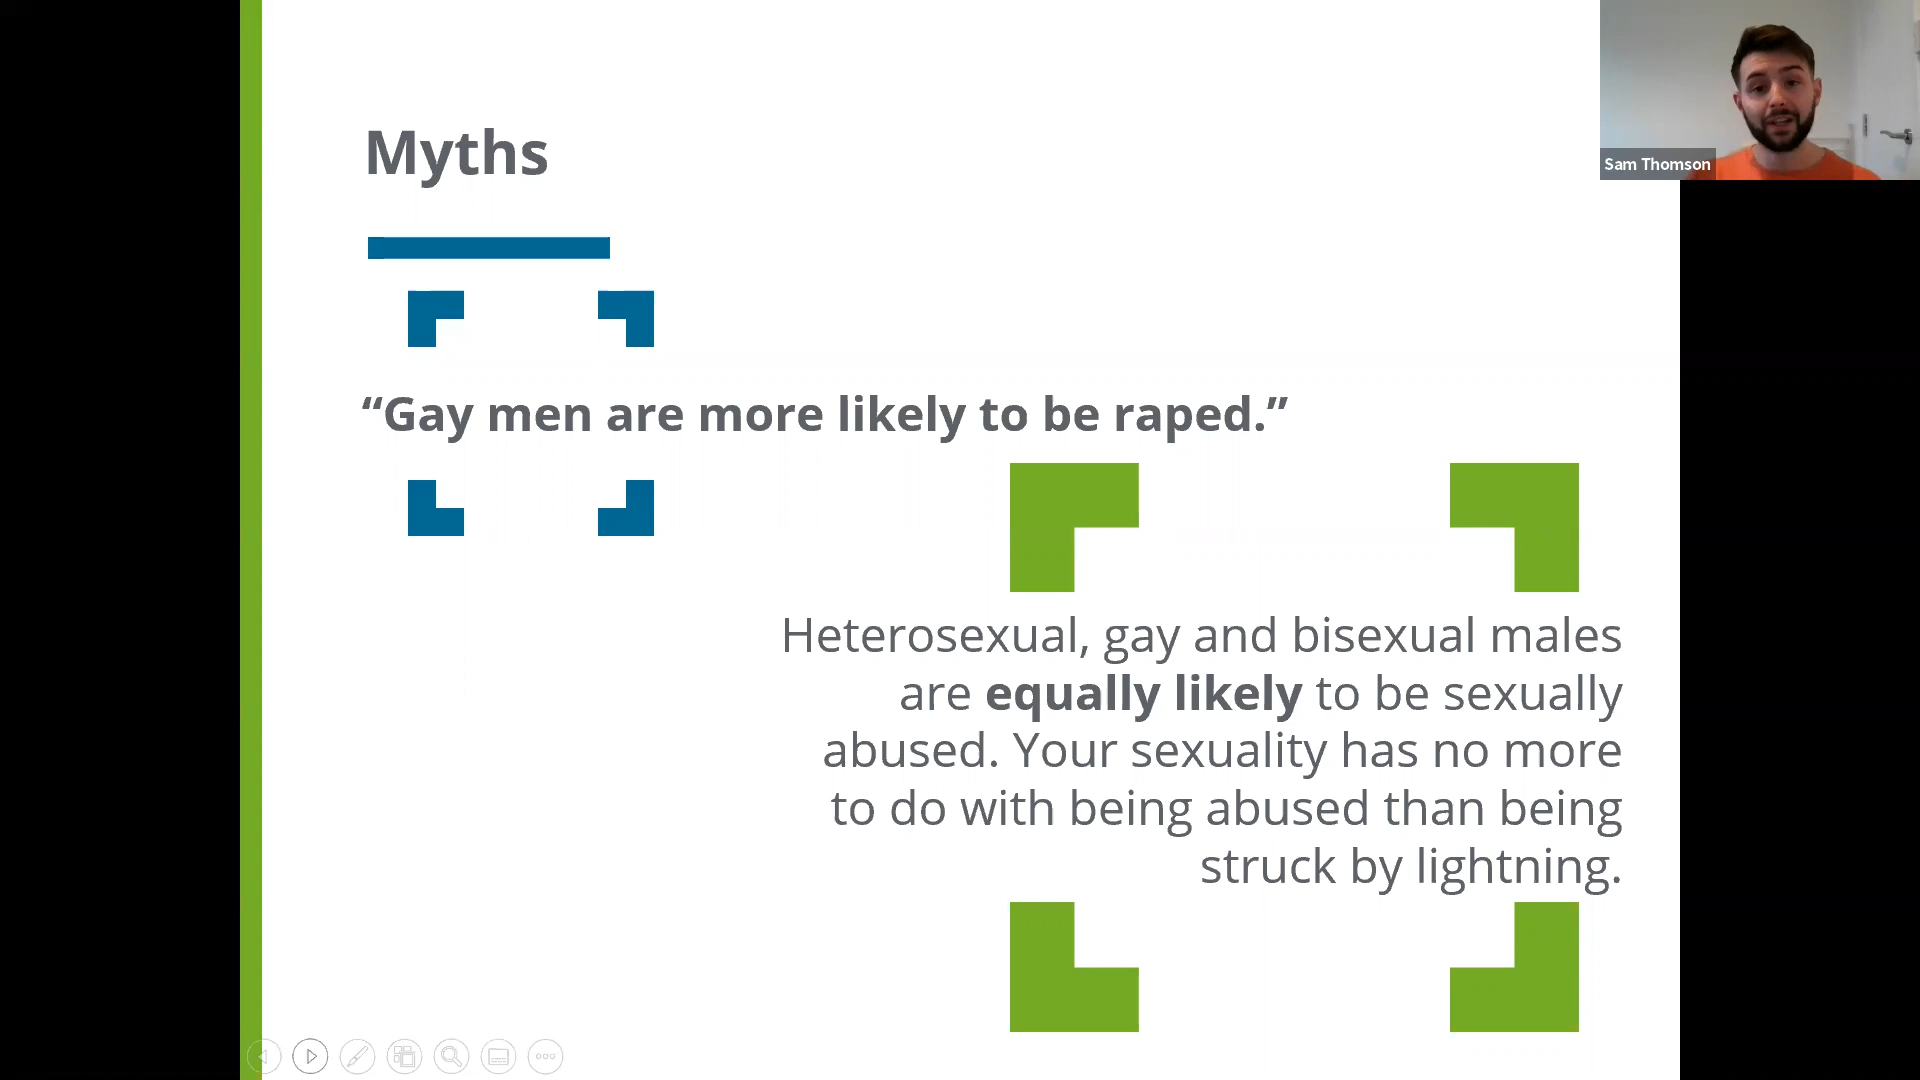 Myths
Sam Thomson
“Gay men are more likely to be raped.”
Heterosexual, gay and bisexual males
are equally likely to be sexually
abused. Your sexuality has no more
to do with being abused than being
struck by lightning.